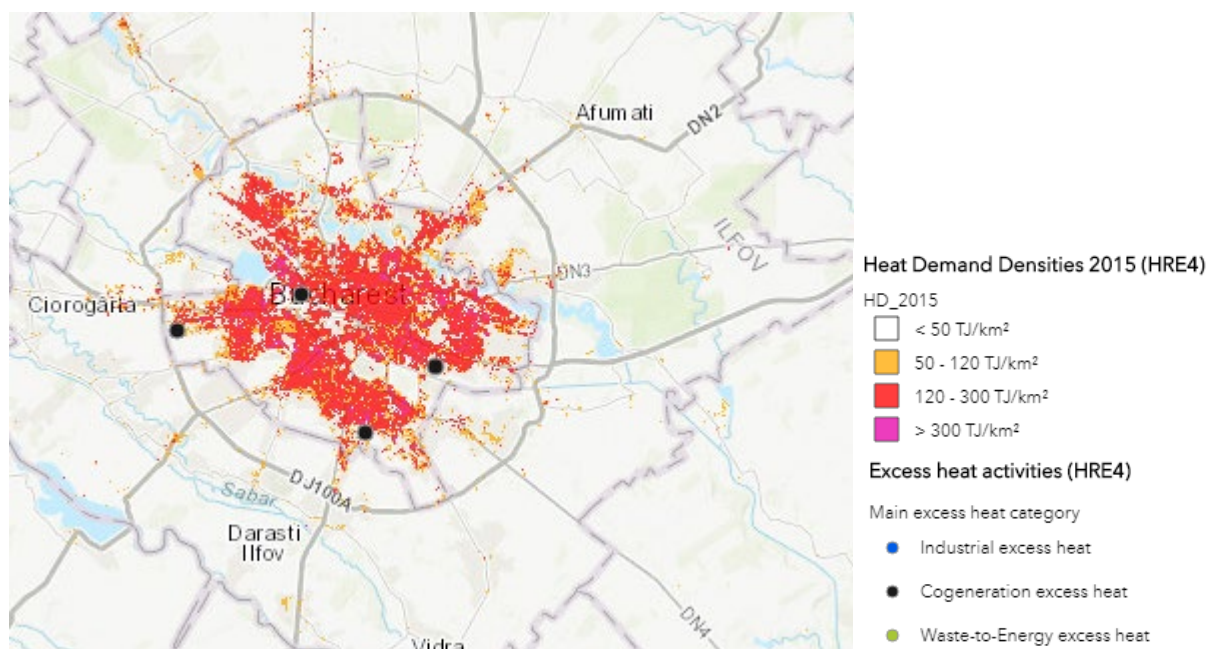 Afumati
DN2
ILFOV
DN3
Ciorogârla
Bucharest
DJ100A
Sabar
Darasti
Ilfov
DN4
Vidra
Heat Demand Densities 2015 (HRE4)
HD_2015
< 50 TJ/km²
50 - 120 TJ/km²
120 - 300 TJ/km²
> 300 TJ/km²
Excess heat activities (HRE4)
Main excess heat category
Industrial excess heat
Cogeneration excess heat
Waste-to-Energy excess heat